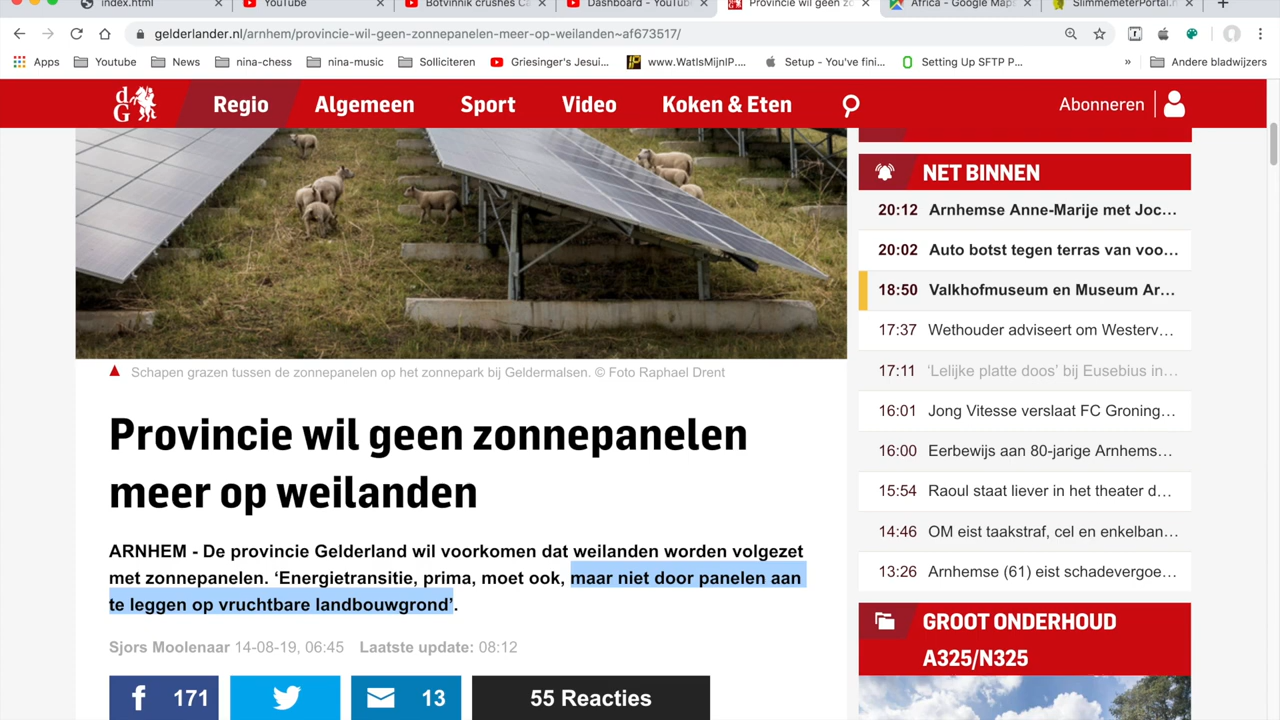 index.html
YouTube
Botvinnik crushes Ca
Dashboard - YouTube
Provincie wil geen zo
Africa - Google Maps
SlimmemeterPortal.n
gelderlander.nl/arnhem/provincie-wil-geen-zonnepanelen-meer-op-weilanden~af673517/
Apps
Youtube
News
nina-chess
nina-music
Solliciteren
Griesinger's Jesui...
www.WatIsMijnIP....
Setup - You've fini...
Setting Up SFTP P...
»
Andere bladwijzers
dG
Regio
Algemeen
Sport
Video
Koken & Eten
Abonneren
Schapen grazen tussen de zonnepanelen op het zonnepark bij Geldermalsen. © Foto Raphael Drent
Provincie wil geen zonnepanelen
meer op weilanden
ARNHEM - De provincie Gelderland wil voorkomen dat weilanden worden volgezet
met zonnepanelen. ‘Energietransitie, prima, moet ook, maar niet door panelen aan
te leggen op vruchtbare landbouwgrond’.
Sjors Moolenaar 14-08-19, 06:45 Laatste update: 08:12
171
13
55 Reacties
NET BINNEN
20:12 Arnhemse Anne-Marije met Joc...
20:02 Auto botst tegen terras van voo...
18:50 Valkhofmuseum en Museum Ar...
17:37 Wethouder adviseert om Westerv...
17:11 ‘Lelijke platte doos’ bij Eusebius in...
16:01 Jong Vitesse verslaat FC Groning...
16:00 Eerbewijs aan 80-jarige Arnhems...
15:54 Raoul staat liever in het theater d...
14:46 OM eist taakstraf, cel en enkelban...
13:26 Arnhemse (61) eist schadevergoe...
GROOT ONDERHOUD
A325/N325